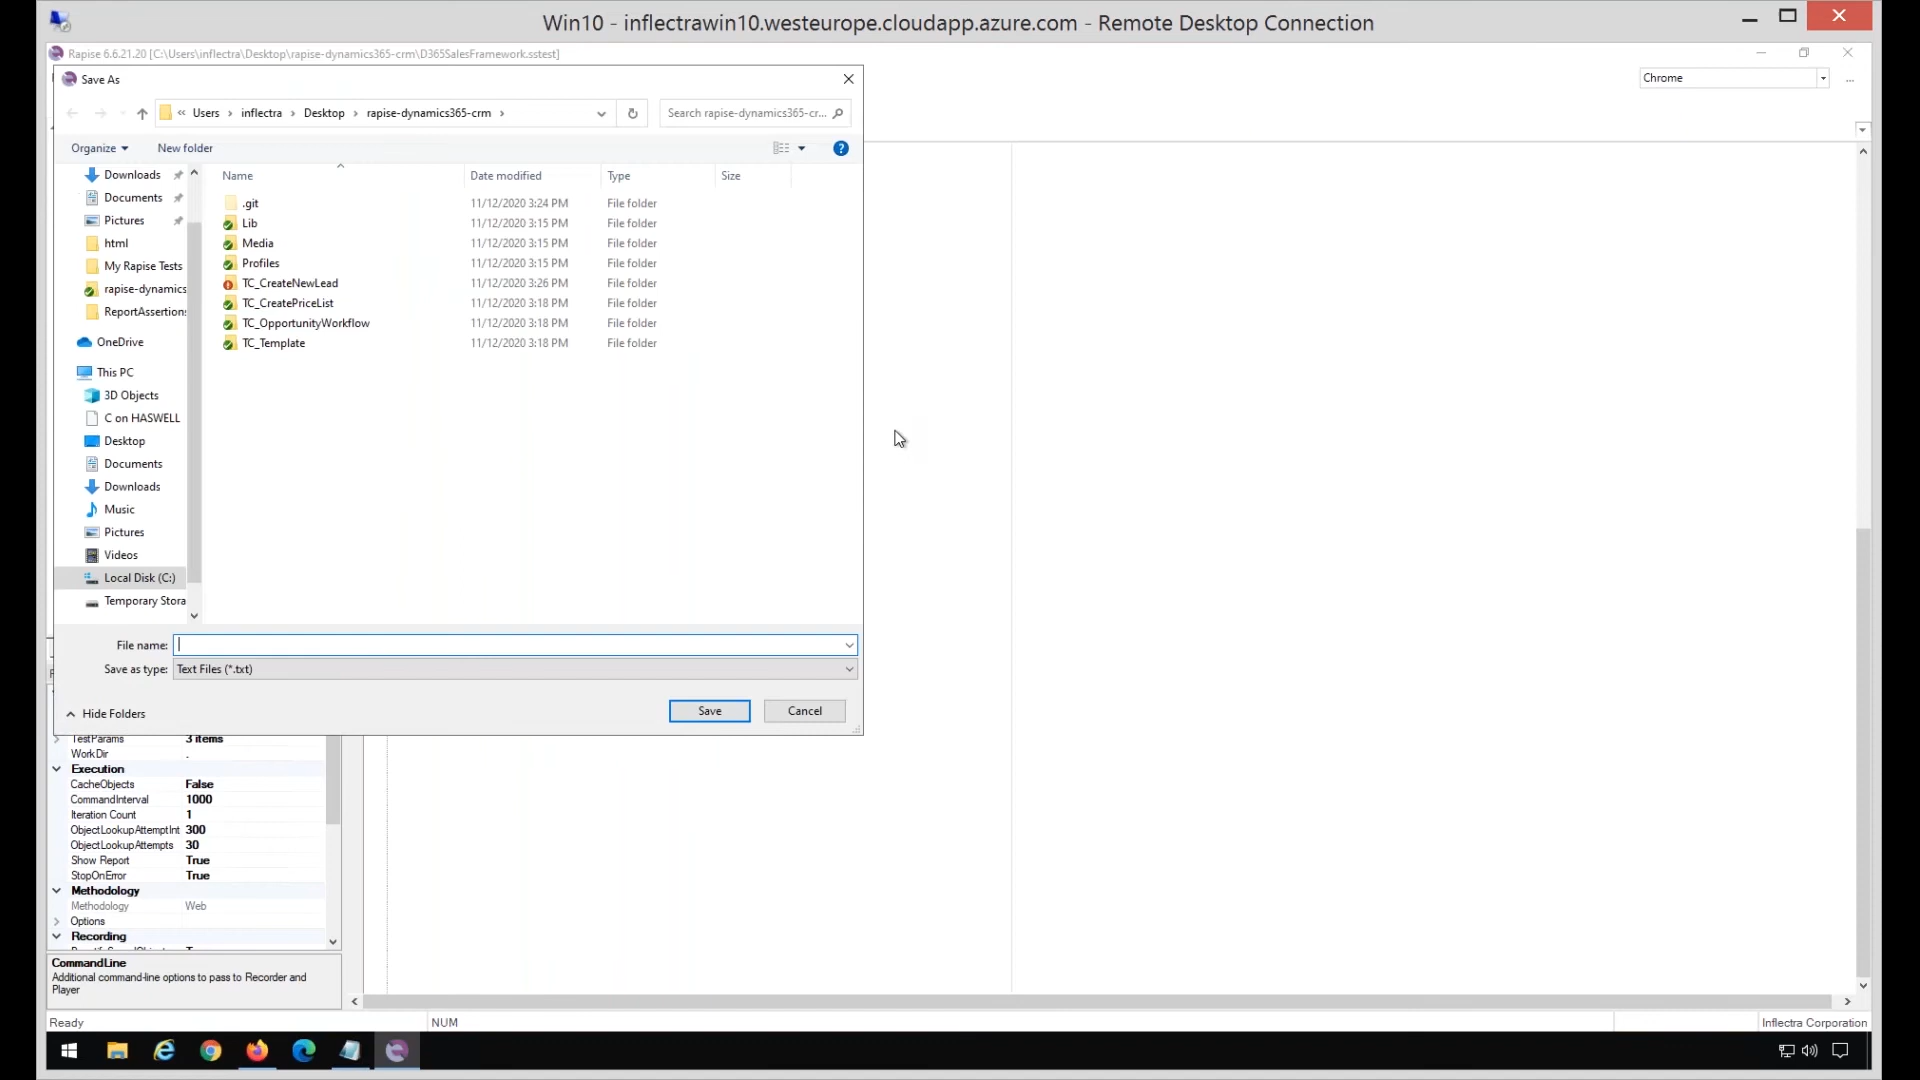 Win10 - inflectrawin10.westeurope.cloudapp.azure.com - Remote Desktop Connection
Rapise 6.6.21.20 [C:\Users\inflectra\Desktop\rapise-dynamics365-crm\D365SalesFramework.sstest]
Save As
Chrome
...
« Users › inflectra › Desktop › rapise-dynamics365-crm ›
Search rapise-dynamics365-cr...
Organize
New folder
?
Name
Date modified
Type
Size
Downloads
Documents
Pictures
html
My Rapise Tests
rapise-dynamics
ReportAssertion
OneDrive
This PC
3D Objects
C on HASWELL
Desktop
Documents
Downloads
Music
Pictures
Videos
Local Disk (C:)
Temporary Stora
.git 11/12/2020 3:24 PM File folder
Lib 11/12/2020 3:15 PM File folder
Media 11/12/2020 3:15 PM File folder
Profiles 11/12/2020 3:15 PM File folder
TC_CreateNewLead 11/12/2020 3:26 PM File folder
TC_CreatePriceList 11/12/2020 3:18 PM File folder
TC_OpportunityWorkflow 11/12/2020 3:18 PM File folder
TC_Template 11/12/2020 3:18 PM File folder
File name:
Save as type: Text Files (*.txt)
Hide Folders
Save
Cancel
TestParams 3 items
WorkDir .
Execution
CacheObjects False
CommandInterval 1000
Iteration Count 1
ObjectLookupAttemptInt 300
ObjectLookupAttempts 30
Show Report True
StopOnError True
Methodology
Methodology Web
Options
Recording
CommandLine
Additional command-line options to pass to Recorder and
Player
Ready
NUM
Inflectra Corporation